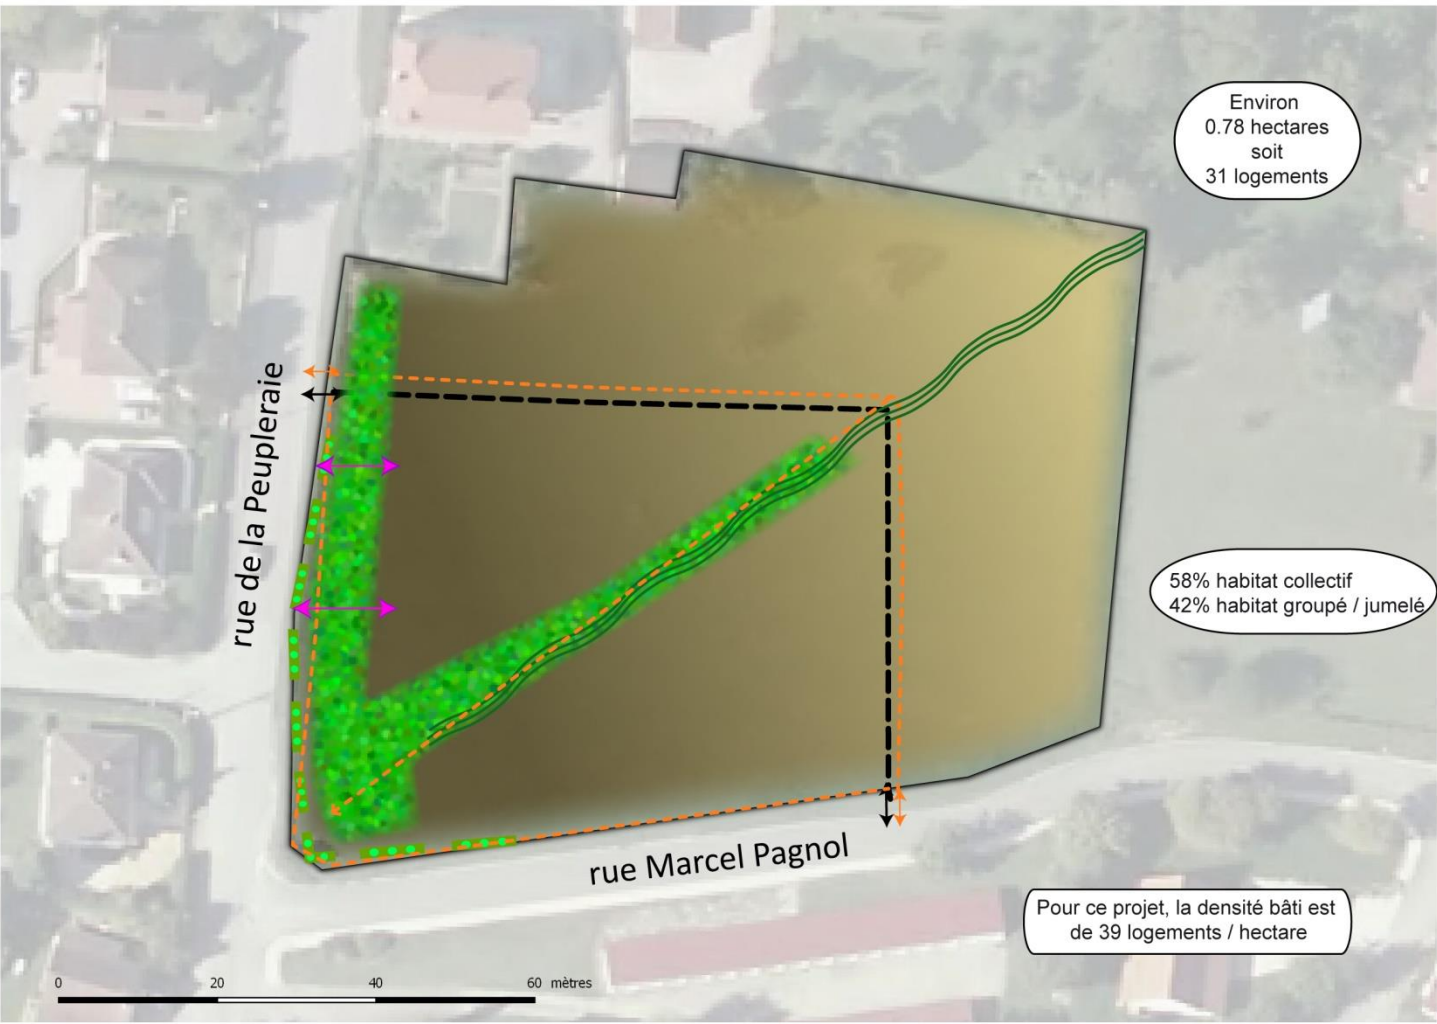 Environ
0.78 hectares
soit
31 logements
rue de la Peupleraie
58% habitat collectif
42% habitat groupé / jumelé
rue Marcel Pagnol
Pour ce projet, la densité bâti est
de 39 logements / hectare
0 20 40 60 mètres